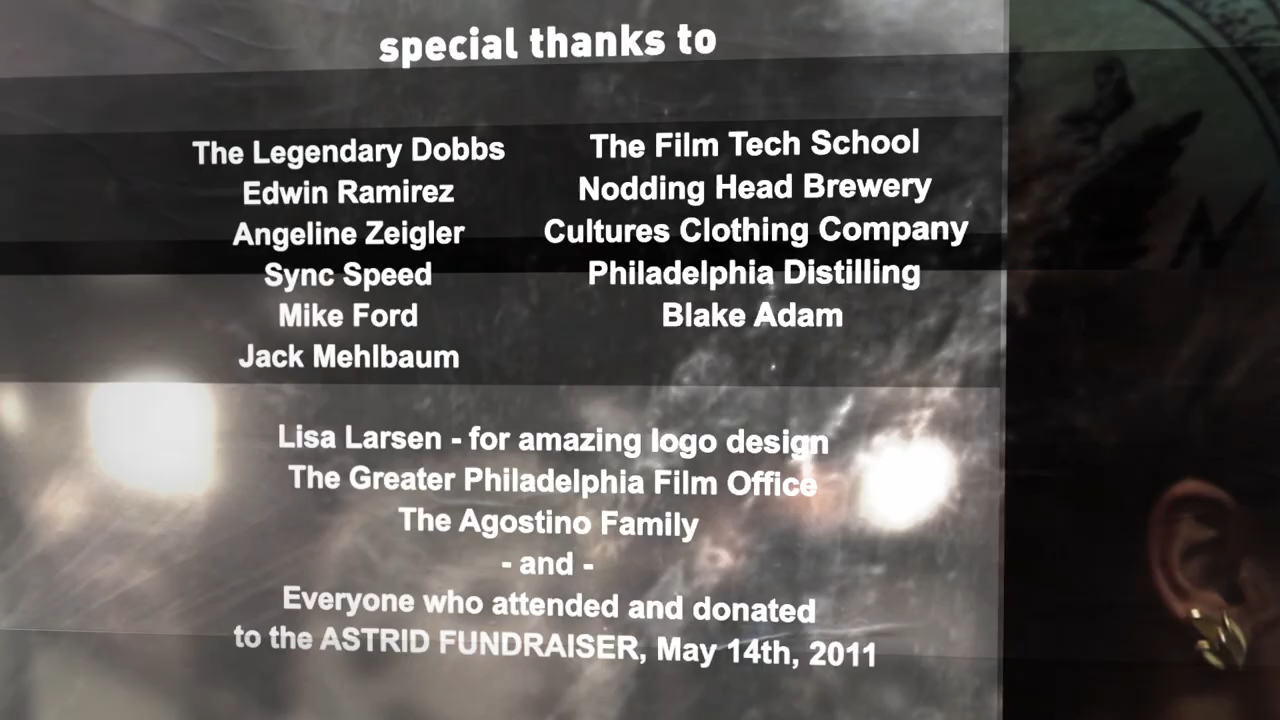 special thanks to
The Legendary Dobbs
Edwin Ramirez
Angeline Zeigler
Sync Speed
Mike Ford
Jack Mehlbaum
The Film Tech School
Nodding Head Brewery
Cultures Clothing Company
Philadelphia Distilling
Blake Adam
Lisa Larsen - for amazing logo design
The Greater Philadelphia Film Office
The Agostino Family
- and -
Everyone who attended and donated
to the ASTRID FUNDRAISER, May 14th, 2011